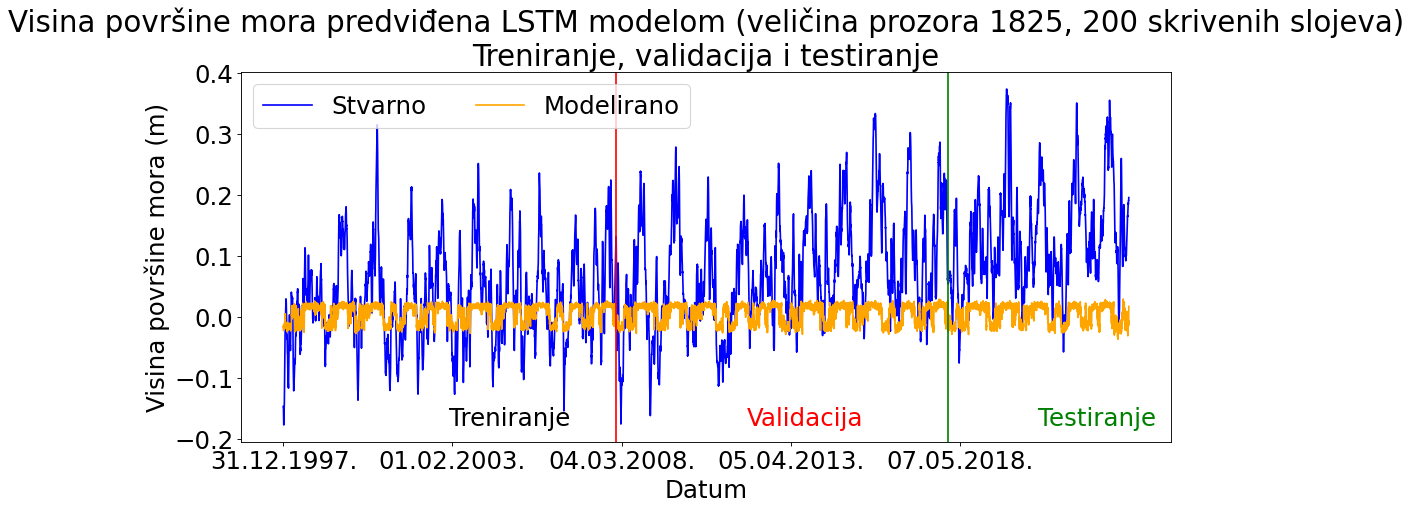 Visina površine mora predviđena LSTM modelom (veličina prozora 1825, 200 skrivenih slojeva)
Treniranje, validacija i testiranje
Stvarno
Modelirano
Visina površine mora (m)
0.4
0.3
0.2
0.1
0.0
−0.1
−0.2
Treniranje
Validacija
Testiranje
31.12.1997.
01.02.2003.
04.03.2008.
05.04.2013.
07.05.2018.
Datum